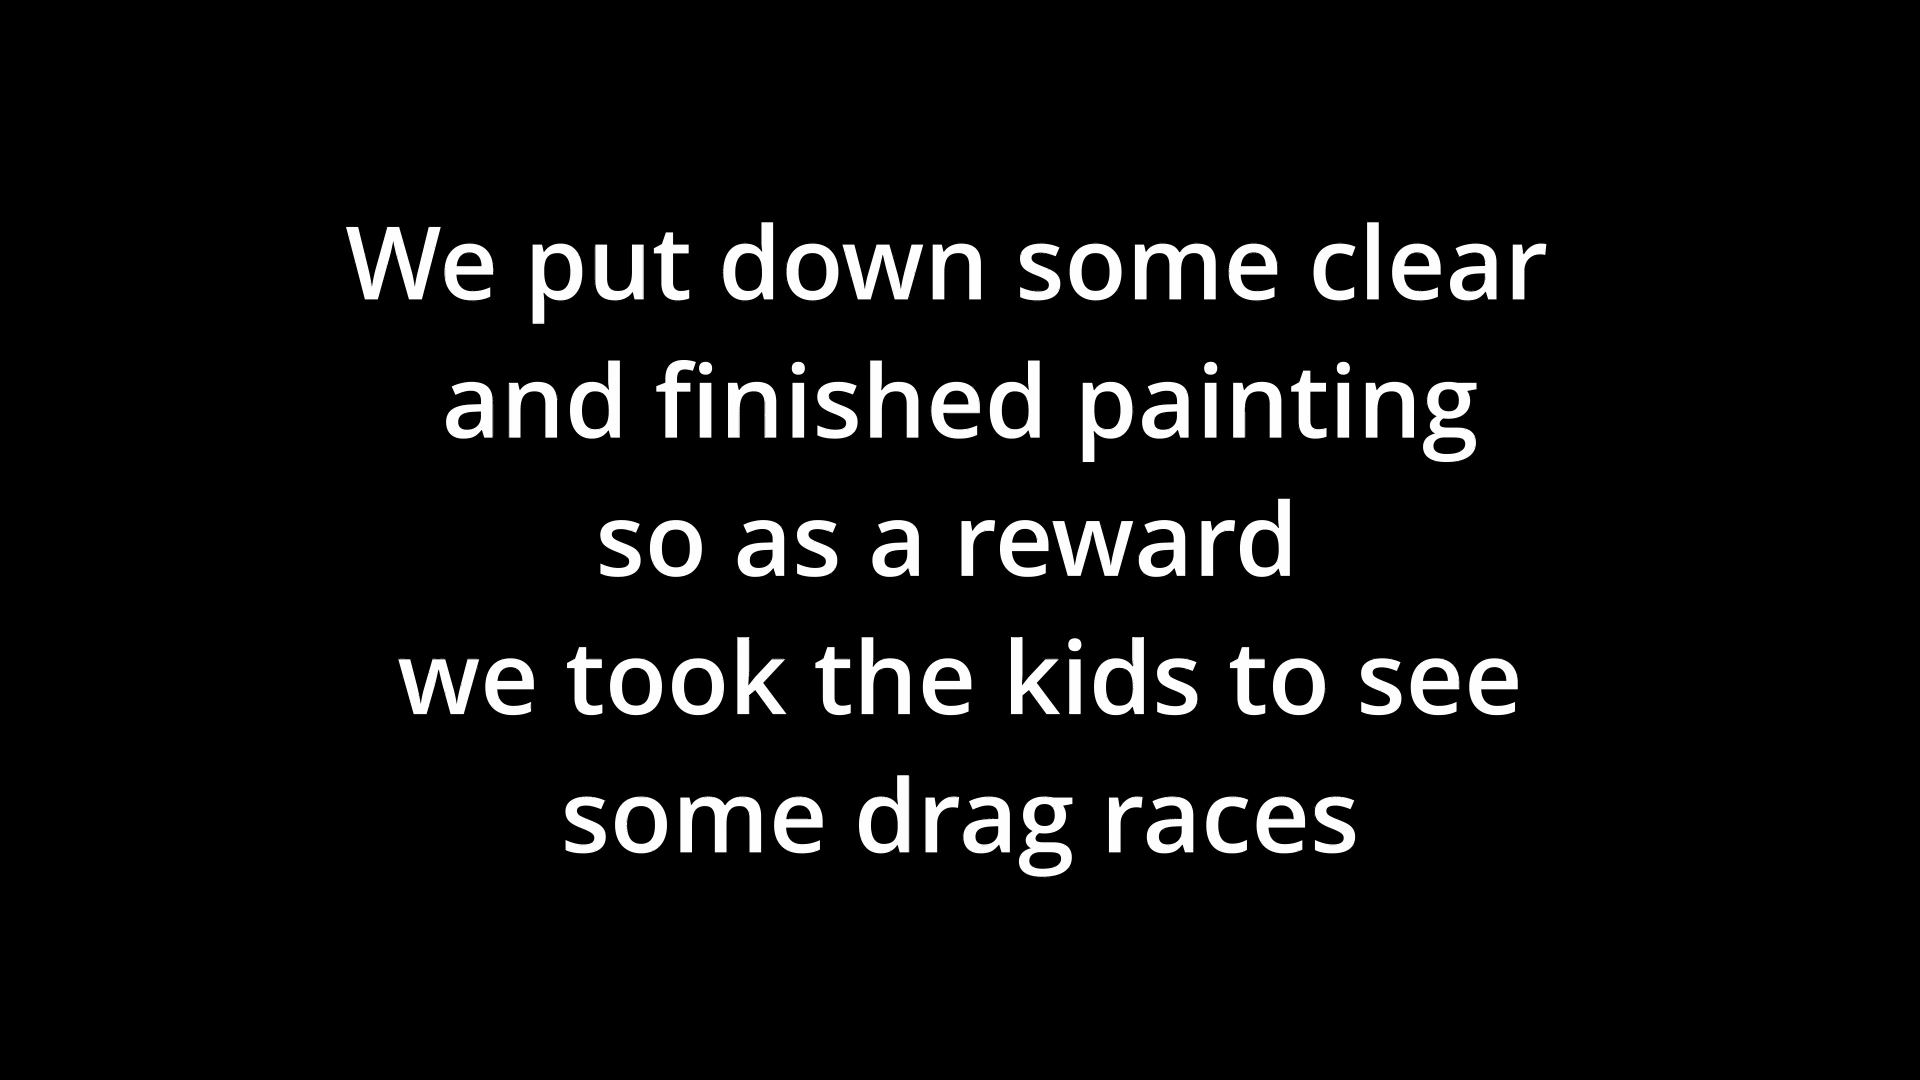 We put down some clear
and finished painting
so as a reward
we took the kids to see
some drag races